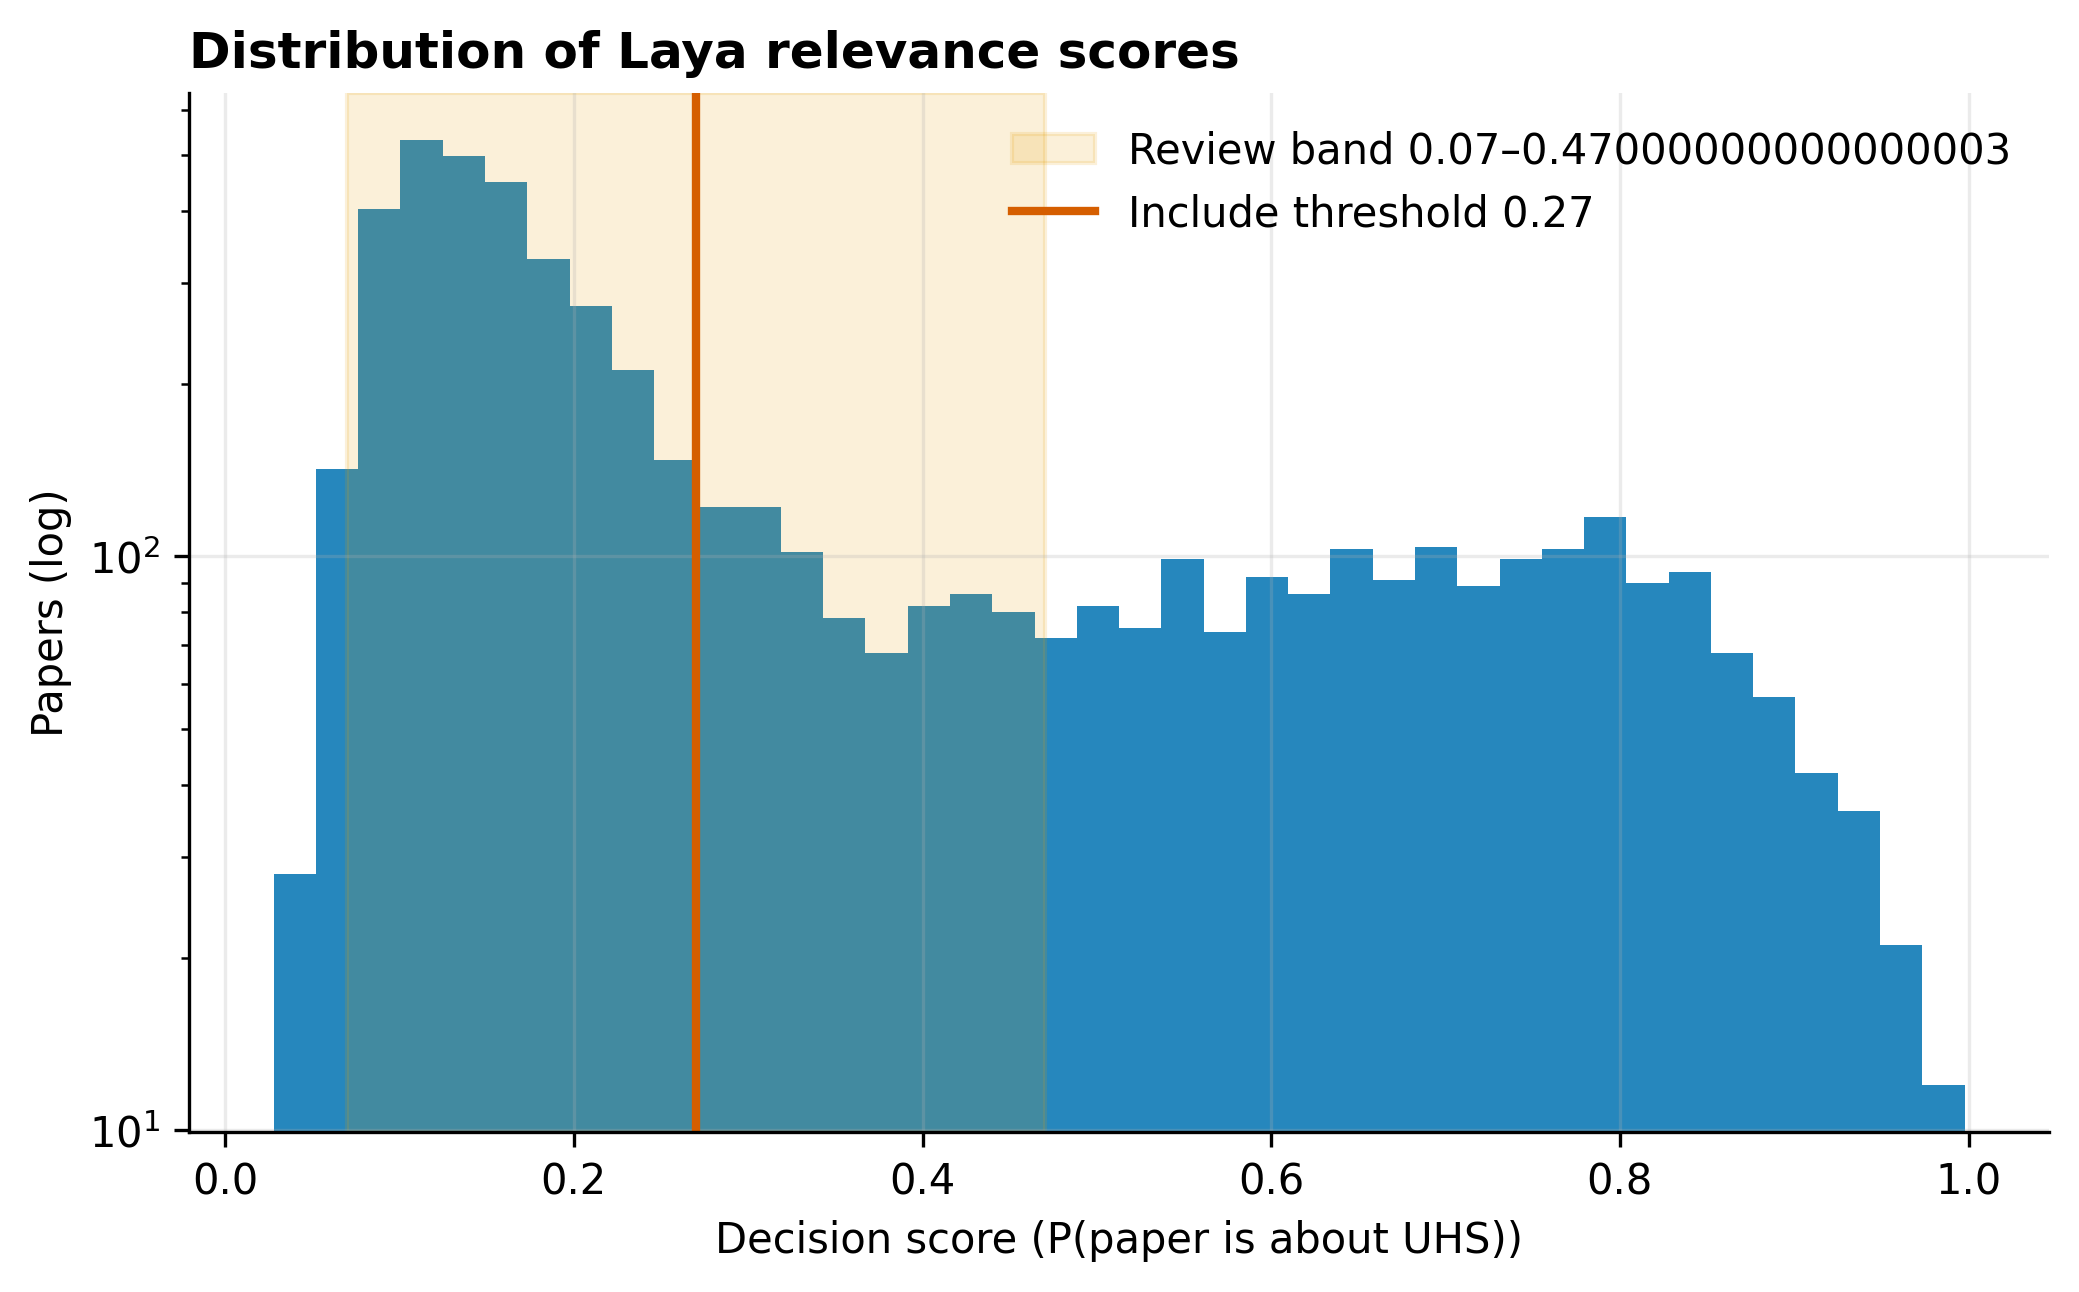 Distribution of Laya relevance scores
Review band 0.07–0.47000000000000003
Include threshold 0.27
Papers (log)
10²
10¹
0.0 0.2 0.4 0.6 0.8 1.0
Decision score (P(paper is about UHS))